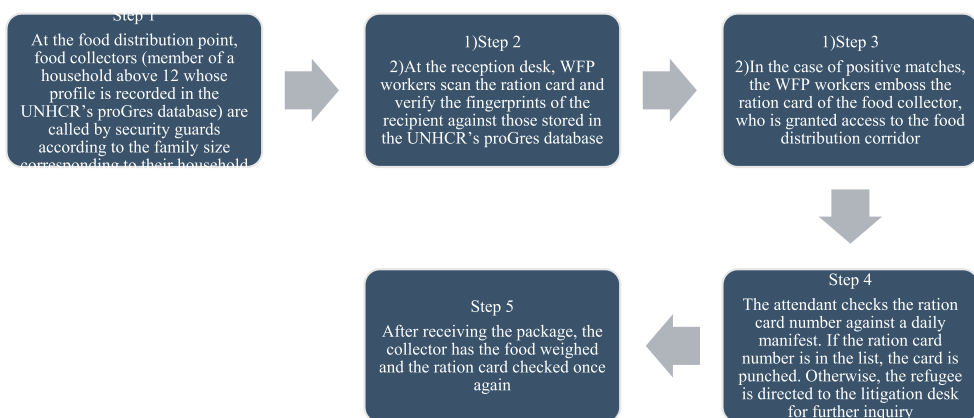 Step 1
At the food distribution point,
food collectors (member of a
household above 12 whose
profile is recorded in the
UNHCR's proGres database) are
called by security guards
according to the family size
corresponding to their household
1)Step 2
2)At the reception desk, WFP
workers scan the ration card and
verify the fingerprints of the
recipient against those stored in
the UNHCR's proGres database
1)Step 3
2)In the case of positive matches,
the WFP workers emboss the
ration card of the food collector,
who is granted access to the food
distribution corridor
Step 4
The attendant checks the ration
card number against a daily
manifest. If the ration card
number is in the list, the card is
punched. Otherwise, the refugee
is directed to the litigation desk
for further inquiry
Step 5
After receiving the package, the
collector has the food weighed
and the ration card checked once
again